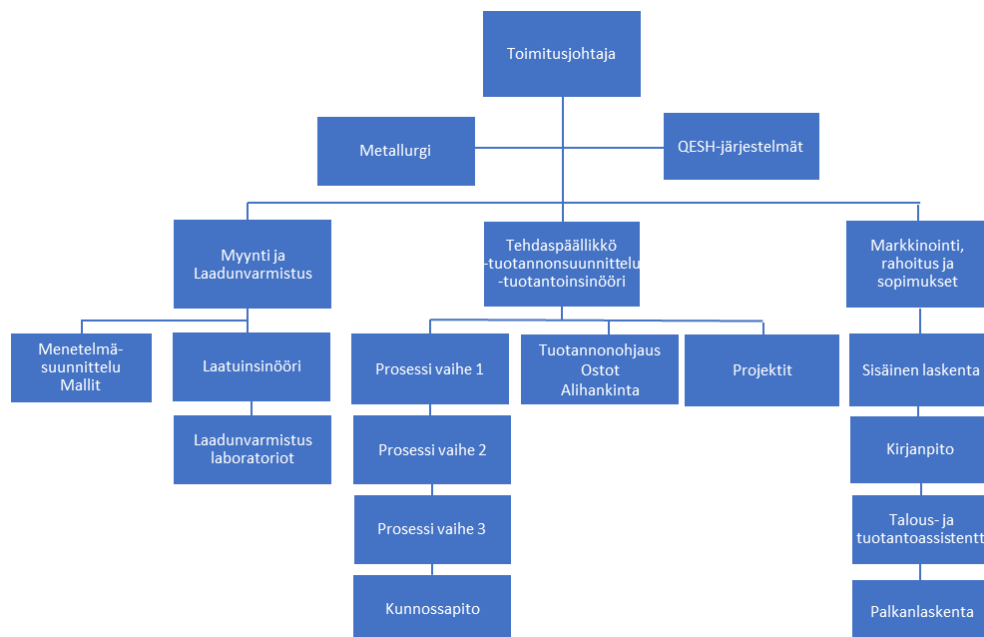 Toimitusjohtaja
Metallurgi
QESH-järjestelmät
Myynti ja
Laadunvarmistus
Tehdaspäällikkö
-tuotannonsuunnittelu
-tuotantoinsinööri
Markkinointi,
rahoitus ja
sopimukset
Menetelmä-
suunnittelu
Mallit
Laatuinsinööri
Prosessi vaihe 1
Tuotannonohjaus
Ostot
Alihankinta
Projektit
Sisäinen laskenta
Laadunvarmistus
laboratoriot
Prosessi vaihe 2
Kirjanpito
Prosessi vaihe 3
Talous- ja
tuotantoassistentt
Kunnossapito
Palkanlaskenta